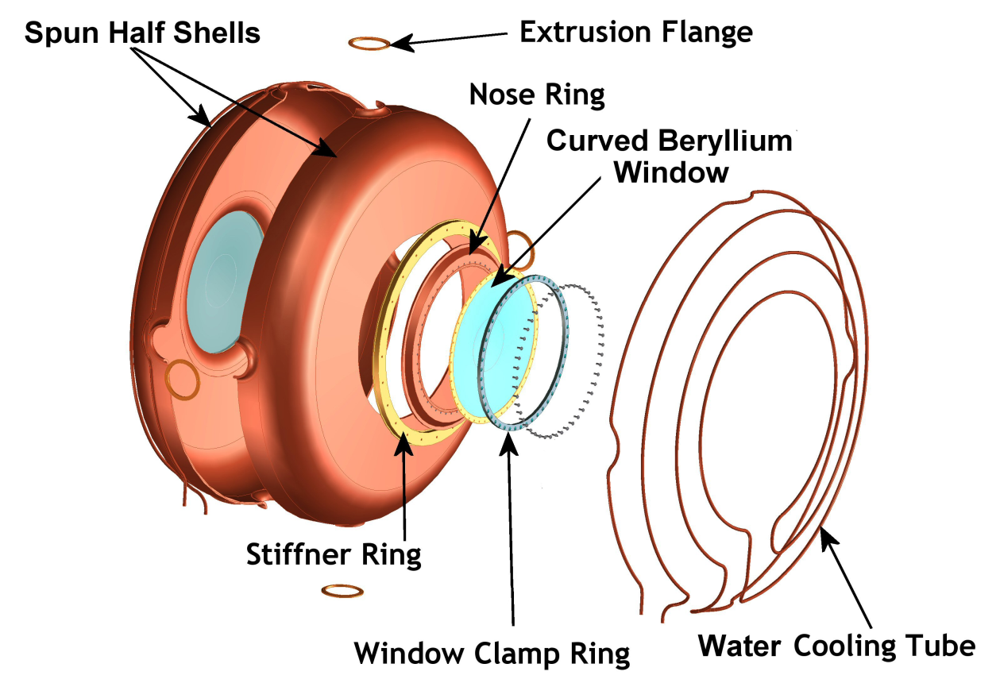 Spun Half Shells
Extrusion Flange
Nose Ring
Curved Beryllium
Window
Stiffner Ring
Window Clamp Ring
Water Cooling Tube